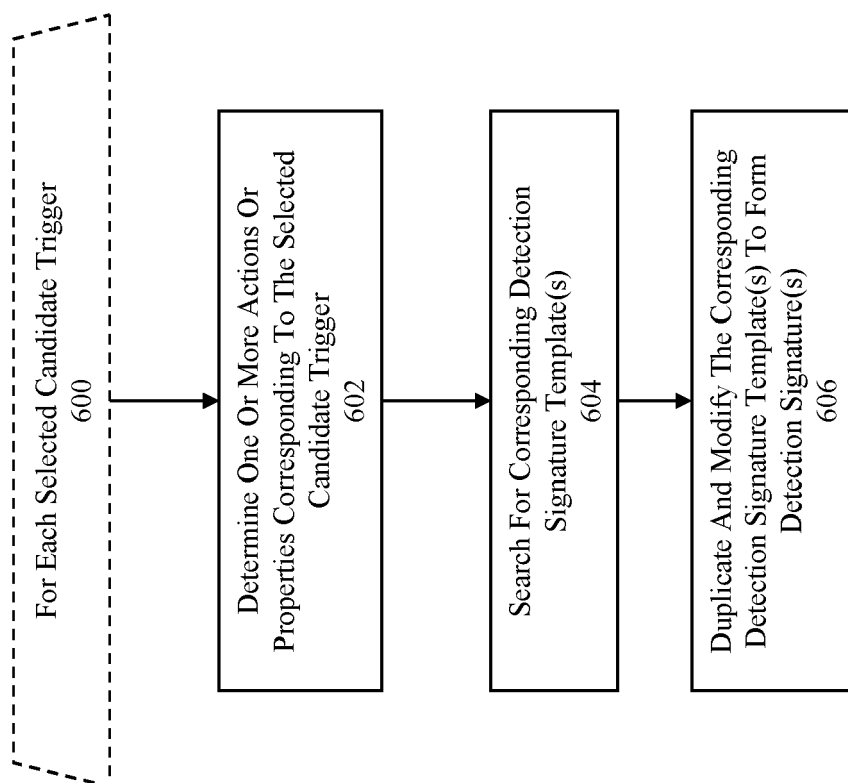 For Each Selected Candidate Trigger
600
Determine One Or More Actions Or
Properties Corresponding To The Selected
Candidate Trigger
602
Search For Corresponding Detection
Signature Template(s)
604
Duplicate And Modify The Corresponding
Detection Signature Template(s) To Form
Detection Signature(s)
606